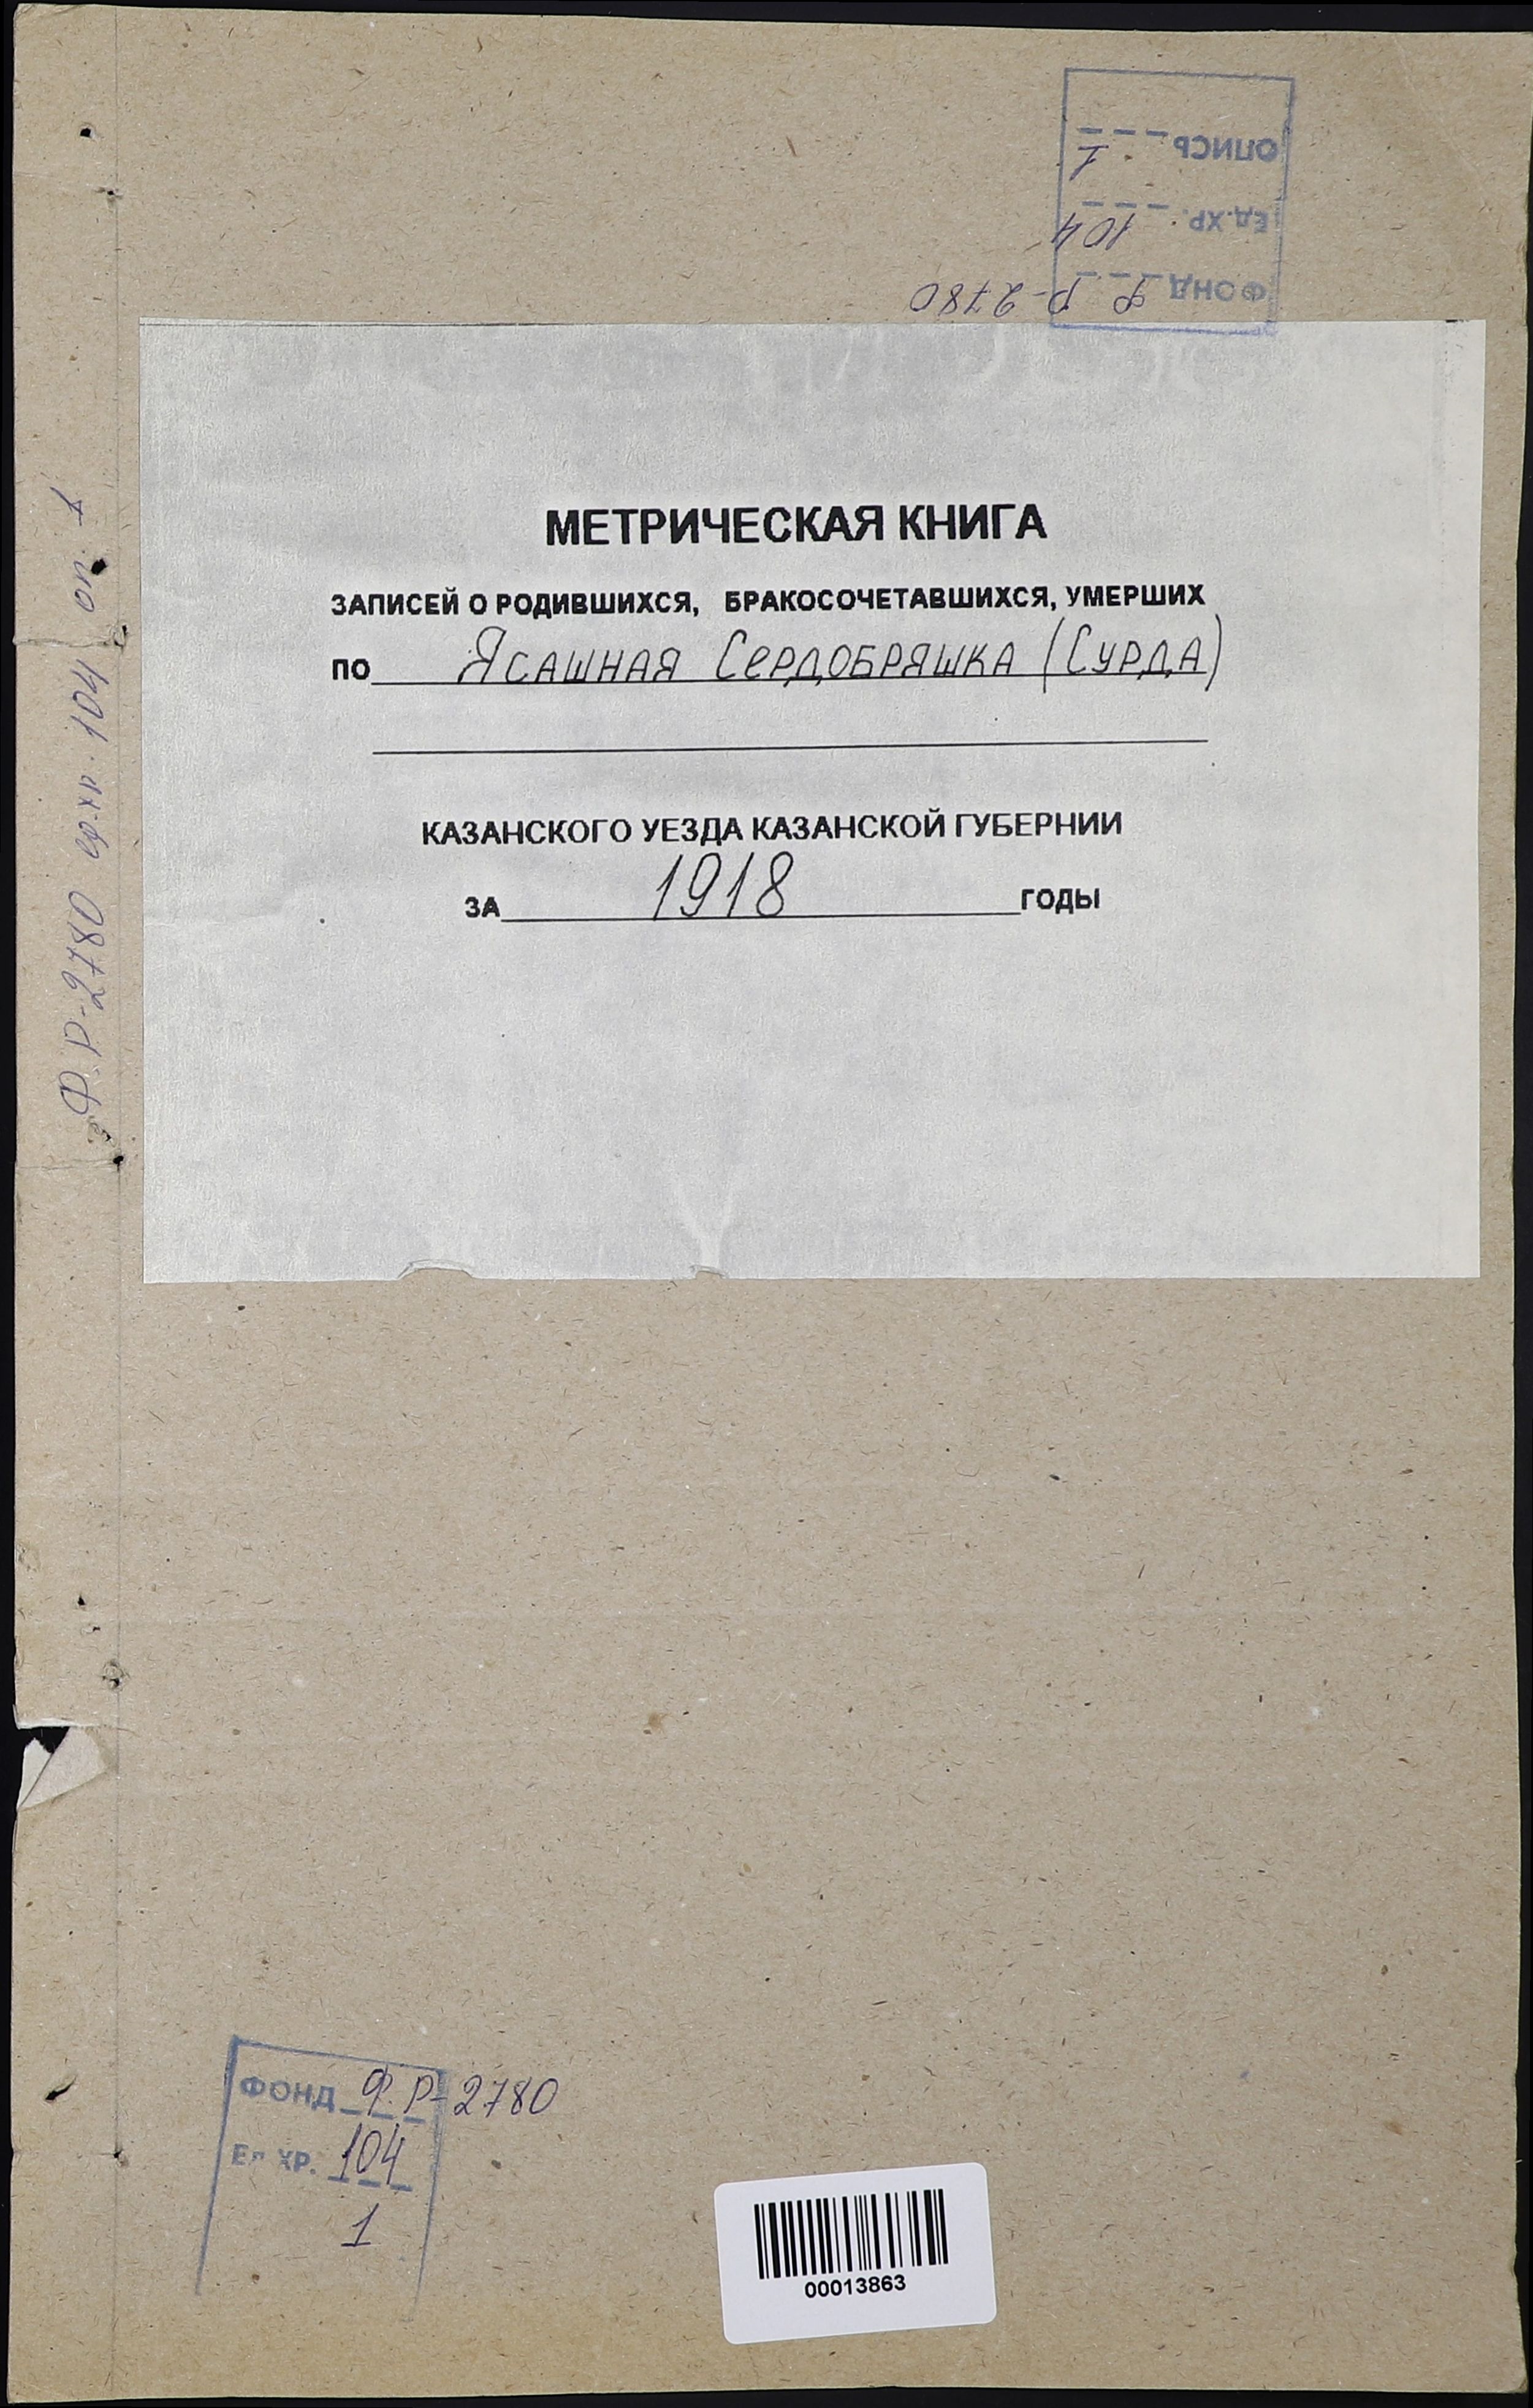 ОПИСЬ 1
Ед.ХР. 104
ФОНД Ф Р-2780
МЕТРИЧЕСКАЯ КНИГА
ЗАПИСЕЙ О РОДИВШИХСЯ, БРАКОСОЧЕТАВШИХСЯ, УМЕРШИХ
ПО Ясашная Сердобряшка (Сурда)
КАЗАНСКОГО УЕЗДА КАЗАНСКОЙ ГУБЕРНИИ
ЗА 1918 ГОДЫ
Ф. Р-2780 ед.хр. 104 оп. 1
ФОНД Ф. Р-2780
Ед ХР. 104
1
00013863